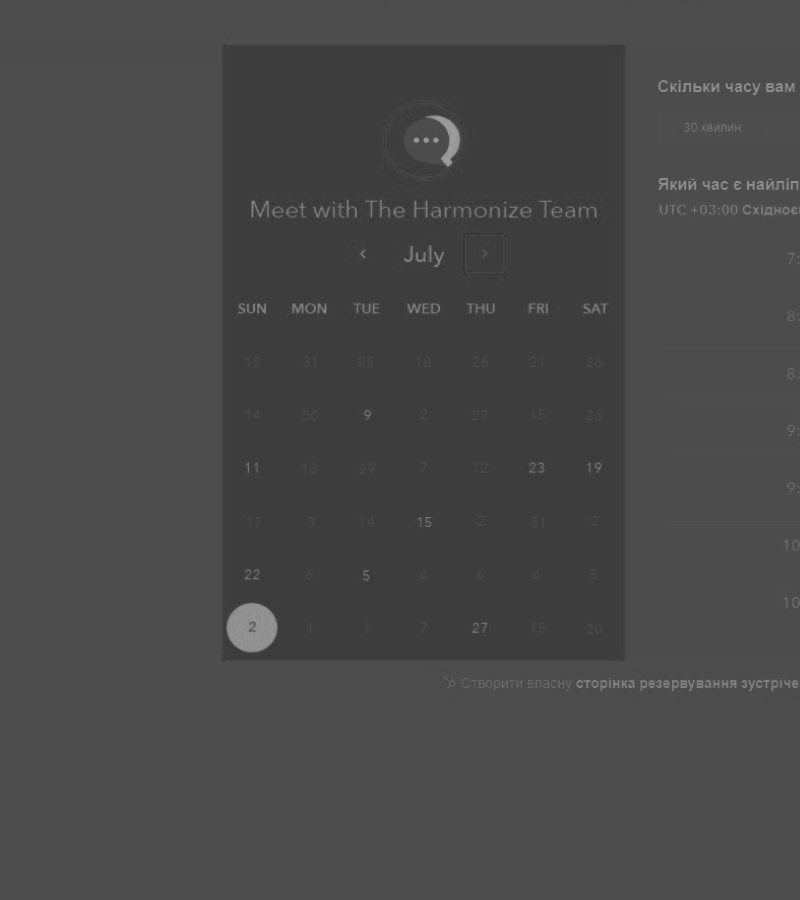 Meet with The Harmonize Team
July
SUN MON TUE WED THU FRI SAT
18 31 25 18 26 21 26
14 30 9 2 27 15 26
11 18 29 7 12 23 19
17 3 14 15 2 31 2
22 6 5 4 6 4 5
2 1 1 7 27 15 20
Скільки часу вам
30 хвилин
Який час є найліп
UTC +03:00 Східноє
7:
8:
8:
9:
9:
10
10
Створити власну сторінка резервування зустріче